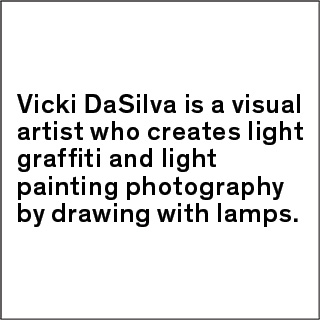 Vicki DaSilva is a visual
artist who creates light
graffiti and light
painting photography
by drawing with lamps.